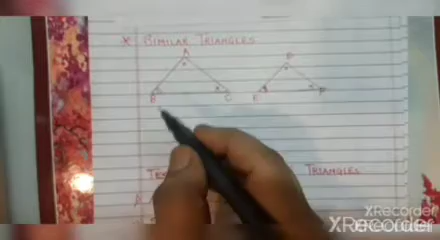 * SIMILAR TRIANGLES
A
D
B
C
E
F
TRIANGLES
A
XRecorder
XRecorder